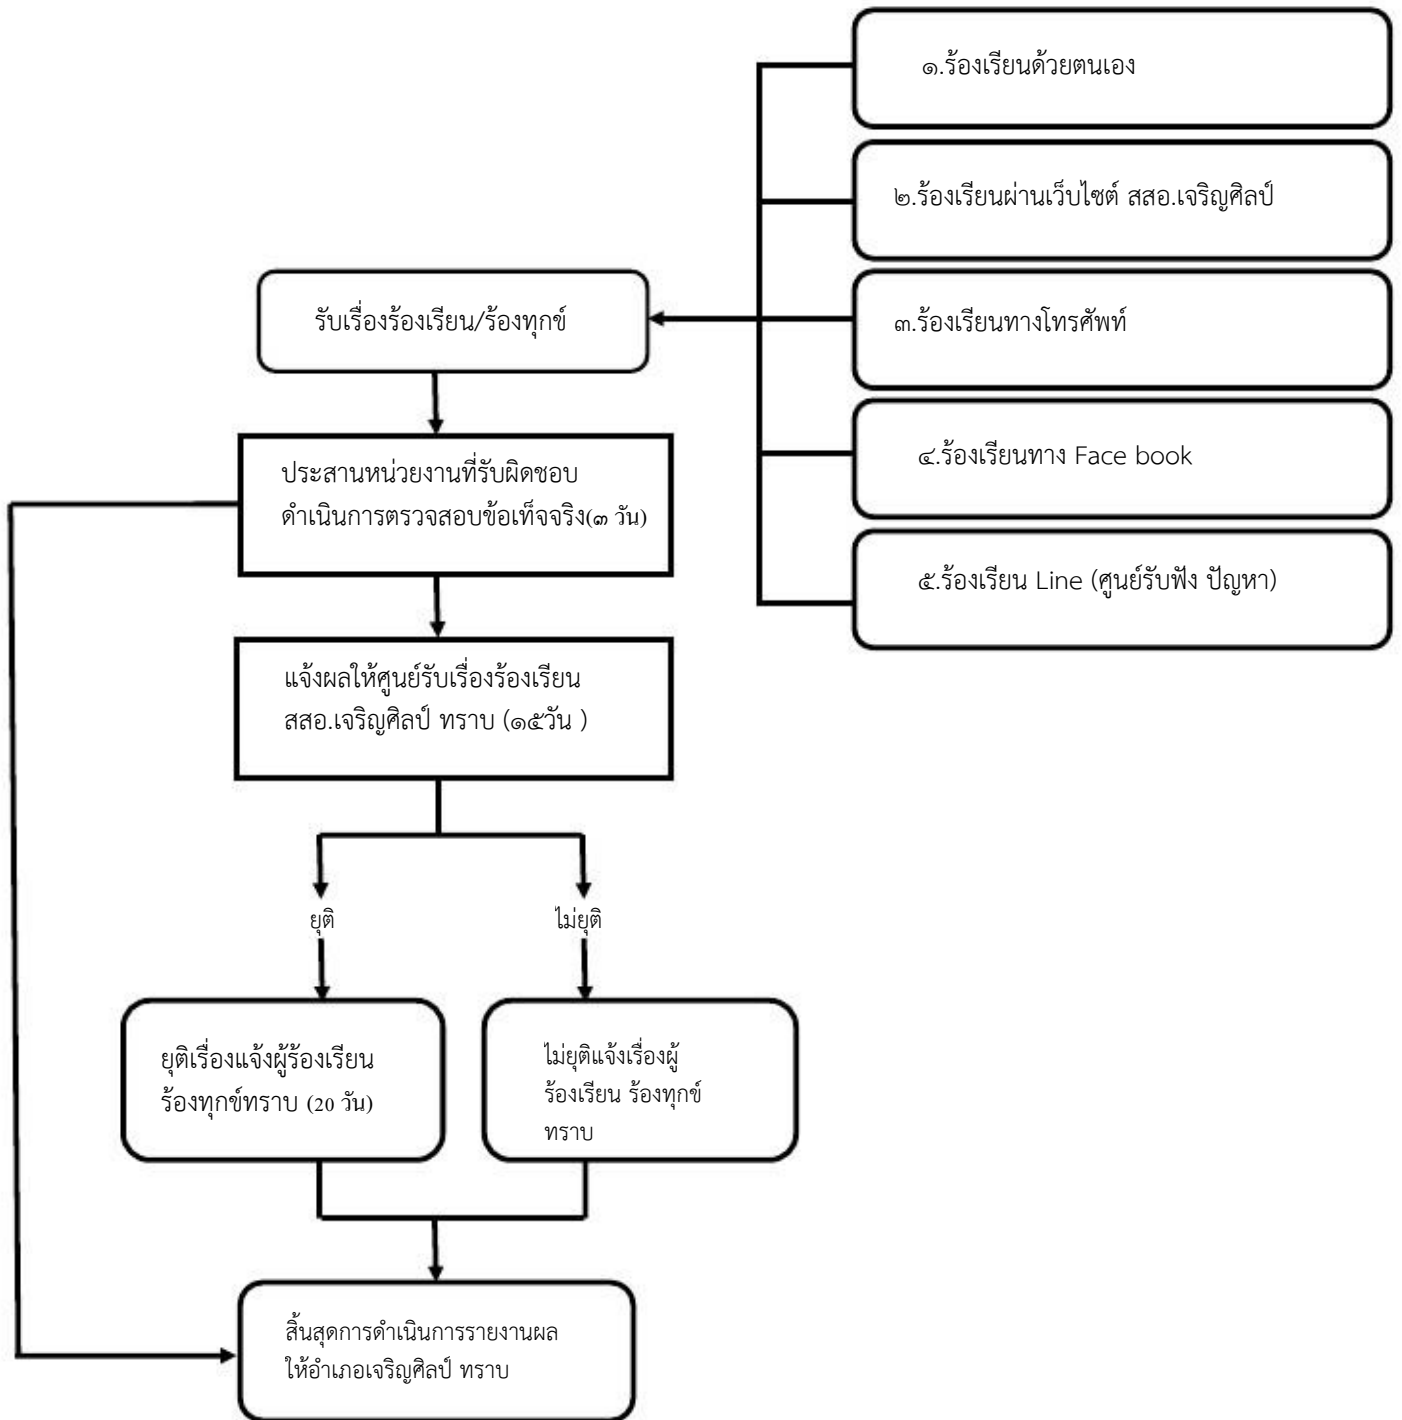 ๑.ร้องเรียนด้วยตนเอง
๒.ร้องเรียนผ่านเว็บไซต์ สสอ.เจริญศิลป์
รับเรื่องร้องเรียน/ร้องทุกข์
๓.ร้องเรียนทางโทรศัพท์
๔.ร้องเรียนทาง Face book
๕.ร้องเรียน Line (ศูนย์รับฟัง ปัญหา)
ประสานหน่วยงานที่รับผิดชอบ
ดำเนินการตรวจสอบข้อเท็จจริง(๓ วัน)
แจ้งผลให้ศูนย์รับเรื่องร้องเรียน
สสอ.เจริญศิลป์ ทราบ (๑๕วัน )
ยุติ
ไม่ยุติ
ยุติเรื่องแจ้งผู้ร้องเรียน
ร้องทุกข์ทราบ (20 วัน)
ไม่ยุติแจ้งเรื่องผู้
ร้องเรียน ร้องทุกข์
ทราบ
สิ้นสุดการดำเนินการรายงานผล
ให้อำเภอเจริญศิลป์ ทราบ